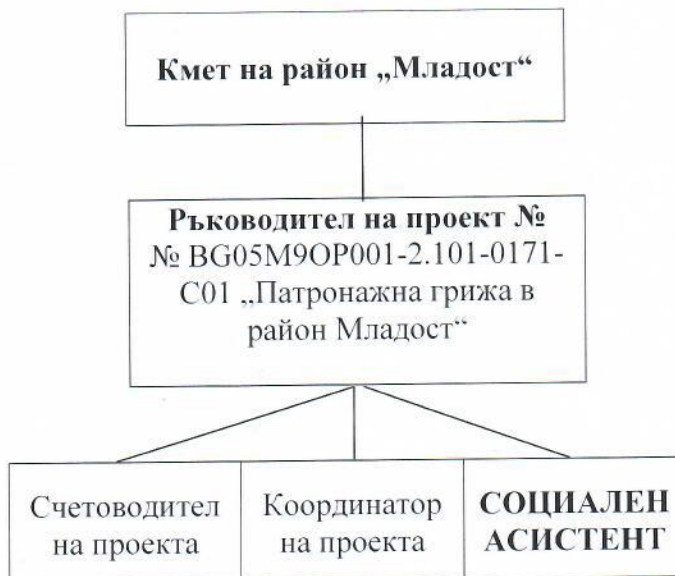 Кмет на район „Младост“
Ръководител на проект №
№ BG05M9OP001-2.101-0171-
С01 „Патронажна грижа в
район Младост“
Счетоводител
на проекта
Координатор
на проекта
СОЦИАЛЕН
АСИСТЕНТ